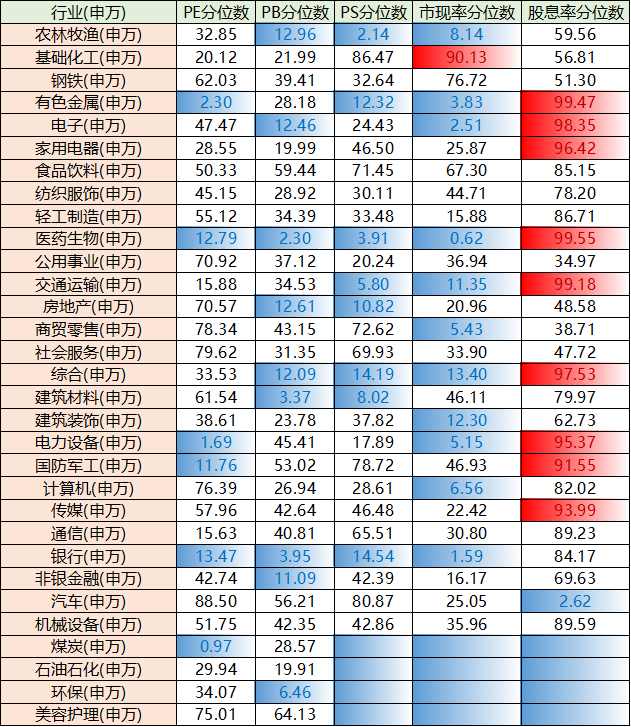 行业(申万) PE分位数 PB分位数 PS分位数 市现率分位数 股息率分位数
农林牧渔(申万) 32.85 12.96 2.14 8.14 59.56
基础化工(申万) 20.12 21.99 86.47 90.13 56.81
钢铁(申万) 62.03 39.41 32.64 76.72 51.30
有色金属(申万) 2.30 28.18 12.32 3.83 99.47
电子(申万) 47.47 12.46 24.43 2.51 98.35
家用电器(申万) 28.55 19.99 46.50 25.87 96.42
食品饮料(申万) 50.33 59.44 71.45 67.30 85.15
纺织服饰(申万) 45.15 28.92 30.11 44.71 78.20
轻工制造(申万) 55.12 34.39 33.48 15.88 86.71
医药生物(申万) 12.79 2.30 3.91 0.62 99.55
公用事业(申万) 70.92 37.12 20.24 36.94 34.97
交通运输(申万) 15.88 34.53 5.80 11.35 99.18
房地产(申万) 70.57 12.61 10.82 20.96 48.58
商贸零售(申万) 78.34 43.15 72.62 5.43 38.71
社会服务(申万) 79.62 31.35 69.93 33.90 47.72
综合(申万) 33.53 12.09 14.19 13.40 97.53
建筑材料(申万) 61.54 3.37 8.02 46.11 79.97
建筑装饰(申万) 38.61 23.78 37.82 12.30 62.73
电力设备(申万) 1.69 45.41 17.89 5.15 95.37
国防军工(申万) 11.76 53.02 78.72 46.93 91.55
计算机(申万) 76.39 26.94 28.61 6.56 82.02
传媒(申万) 57.96 42.64 46.48 22.42 93.99
通信(申万) 15.63 40.81 65.51 30.80 89.23
银行(申万) 13.47 3.95 14.54 1.59 84.17
非银金融(申万) 42.74 11.09 42.39 16.17 69.63
汽车(申万) 88.50 56.21 80.87 25.05 2.62
机械设备(申万) 51.75 42.35 42.86 35.96 89.59
煤炭(申万) 0.97 28.57
石油石化(申万) 29.94 19.91
环保(申万) 34.07 6.46
美容护理(申万) 75.01 64.13